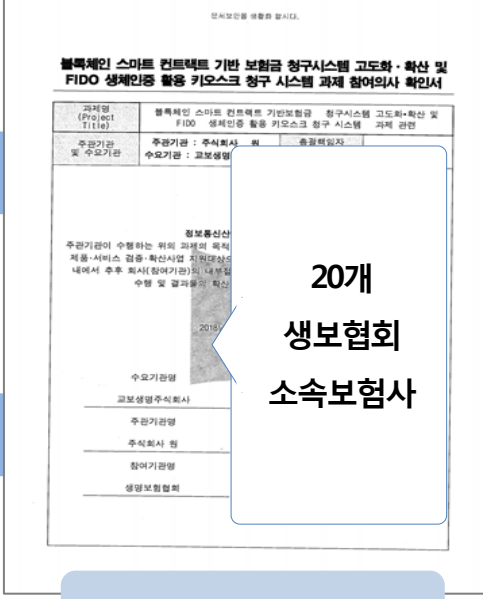 문서보안을 생활화 합시다.
블록체인 스마트 컨트랙트 기반 보험금 청구시스템 고도화·확산 및
FIDO 생체인증 활용 키오스크 청구 시스템 과제 참여의사 확인서
과제명
(Project
Title)
블록체인 스마트 컨트랙트 기반보험금 청구시스템 고도화·확산 및
FIDO 생체인증 활용 키오스크 청구 시스템 과제 관련
주관기관
및 수요기관
주관기관 : 주식회사 원
수요기관 : 교보생명
총괄책임자
정보통신산
주관기관이 수행하는 위의 과제의 목적
제품·서비스 검증·확산사업 지원대상으
내에서 추후 회사(참여기관)의 내부절
수행 및 결과물의 확산
2018
수요기관명
교보생명주식회사
주관기관명
주식회사 원
참여기관명
생명보험협회
20개
생보협회
소속보험사